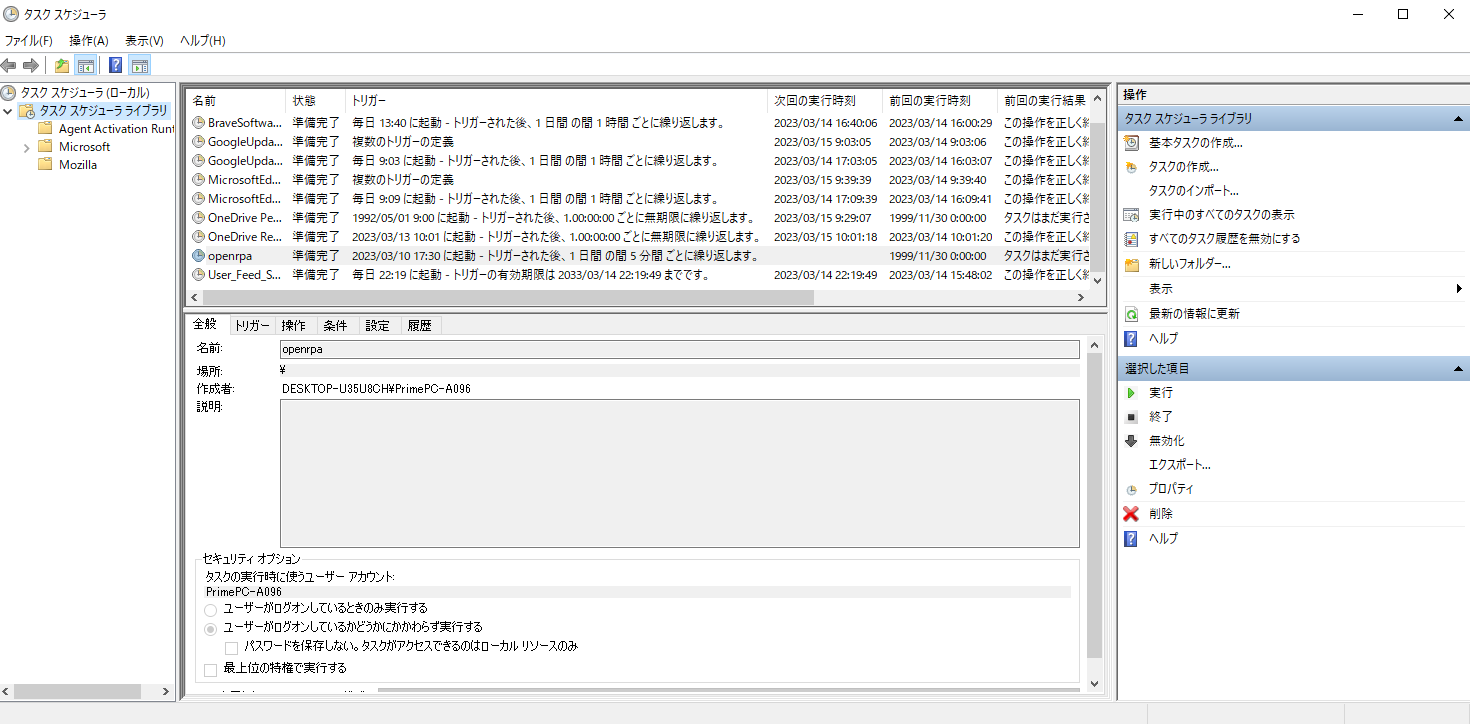 タスク スケジューラ
ファイル(F) 操作(A) 表示(V) ヘルプ(H)
タスク スケジューラ (ローカル)
タスク スケジューラ ライブラリ
Agent Activation Runt
Microsoft
Mozilla
名前 状態 トリガー 次回の実行時刻 前回の実行時刻 前回の実行結果
BraveSoftwa... 準備完了 毎日 13:40 に起動 - トリガーされた後、1 日間 の間 1 時間 ごとに繰り返します。 2023/03/14 16:40:06 2023/03/14 16:00:29 この操作を正しく終
GoogleUpda... 準備完了 複数のトリガーの定義 2023/03/15 9:03:05 2023/03/14 9:03:06 この操作を正しく終
GoogleUpda... 準備完了 毎日 9:03 に起動 - トリガーされた後、1 日間 の間 1 時間 ごとに繰り返します。 2023/03/14 17:03:05 2023/03/14 16:03:07 この操作を正しく終
MicrosoftEd... 準備完了 複数のトリガーの定義 2023/03/15 9:39:39 2023/03/14 9:39:40 この操作を正しく終
MicrosoftEd... 準備完了 毎日 9:09 に起動 - トリガーされた後、1 日間 の間 1 時間 ごとに繰り返します。 2023/03/14 17:09:39 2023/03/14 16:09:41 この操作を正しく終
OneDrive Pe... 準備完了 1992/05/01 9:00 に起動 - トリガーされた後、1.00:00:00 ごとに無期限に繰り返します。 2023/03/15 9:29:07 1999/11/30 0:00:00 タスクはまだ実行さ
OneDrive Re... 準備完了 2023/03/13 10:01 に起動 - トリガーされた後、1.00:00:00 ごとに無期限に繰り返します。 2023/03/15 10:01:18 2023/03/14 10:01:20 この操作を正しく終
openrpa 準備完了 2023/03/10 17:30 に起動 - トリガーされた後、1 日間 の間 5 分間 ごとに繰り返します。 1999/11/30 0:00:00 タスクはまだ実行さ
User_Feed_S... 準備完了 毎日 22:19 に起動 - トリガーの有効期限は 2033/03/14 22:19:49 までです。 2023/03/14 22:19:49 2023/03/14 15:48:02 この操作を正しく終
全般 トリガー 操作 条件 設定 履歴
名前: openrpa
場所: ¥
作成者: DESKTOP-U35U8CH¥PrimePC-A096
説明:
セキュリティ オプション
タスクの実行時に使うユーザー アカウント:
PrimePC-A096
ユーザーがログオンしているときのみ実行する
ユーザーがログオンしているかどうかにかかわらず実行する
パスワードを保存しない。タスクがアクセスできるのはローカル リソースのみ
最上位の特権で実行する
操作
タスク スケジューラ ライブラリ
基本タスクの作成...
タスクの作成...
タスクのインポート...
実行中のすべてのタスクの表示
すべてのタスク履歴を無効にする
新しいフォルダー...
表示
最新の情報に更新
ヘルプ
選択した項目
実行
終了
無効化
エクスポート...
プロパティ
削除
ヘルプ